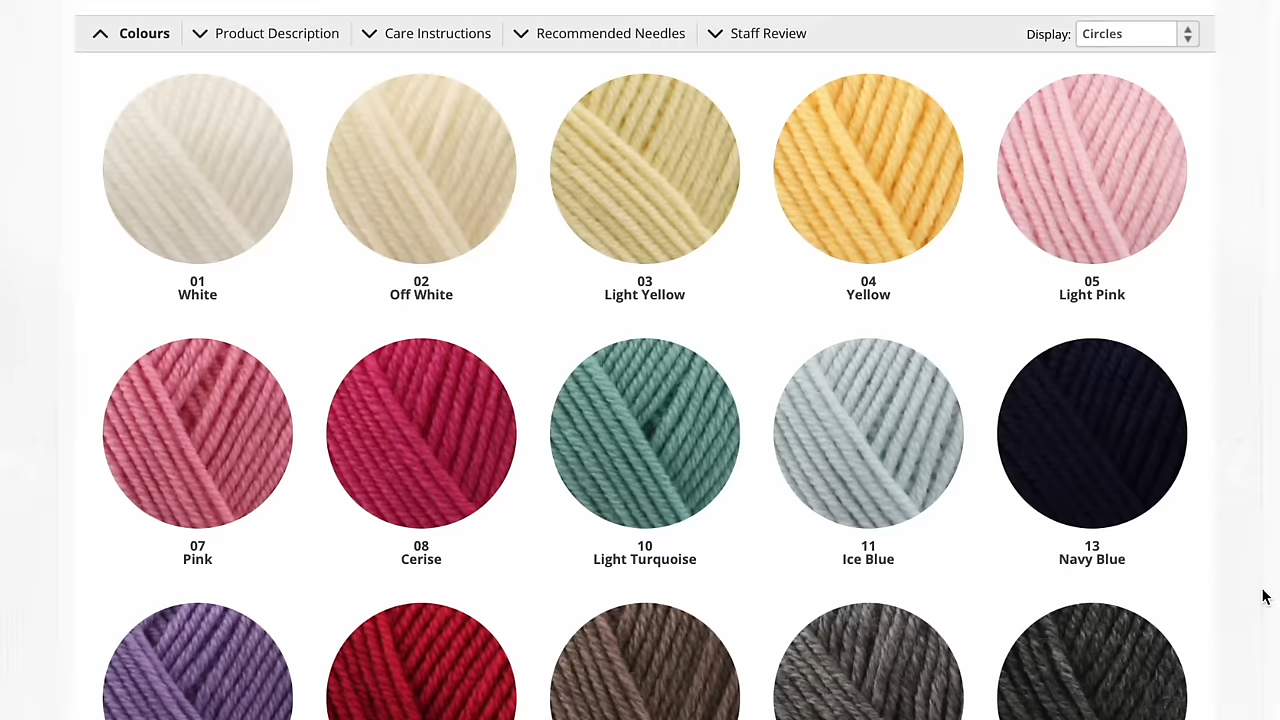 Colours Product Description Care Instructions Recommended Needles Staff Review Display: Circles
01 02 03 04 05
White Off White Light Yellow Yellow Light Pink
07 08 10 11 13
Pink Cerise Light Turquoise Ice Blue Navy Blue